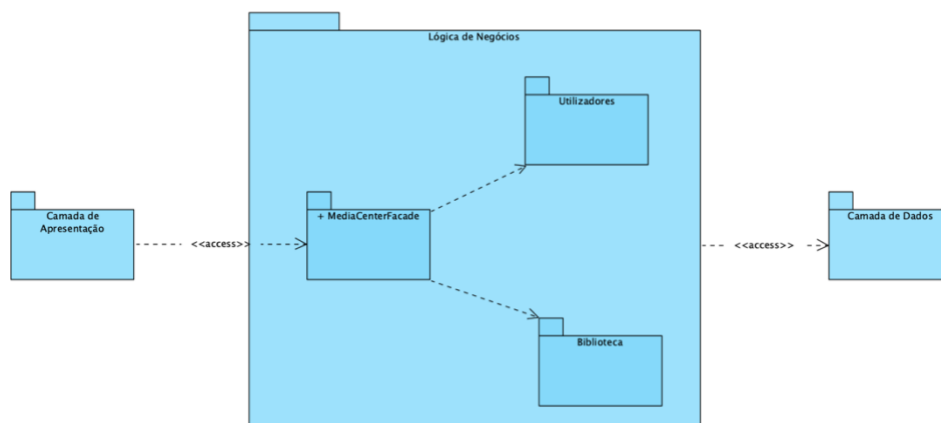 Lógica de Negócios
Utilizadores
Camada de
Apresentação
<<access>>
+ MediaCenterFacade
<<access>>
Camada de Dados
Biblioteca